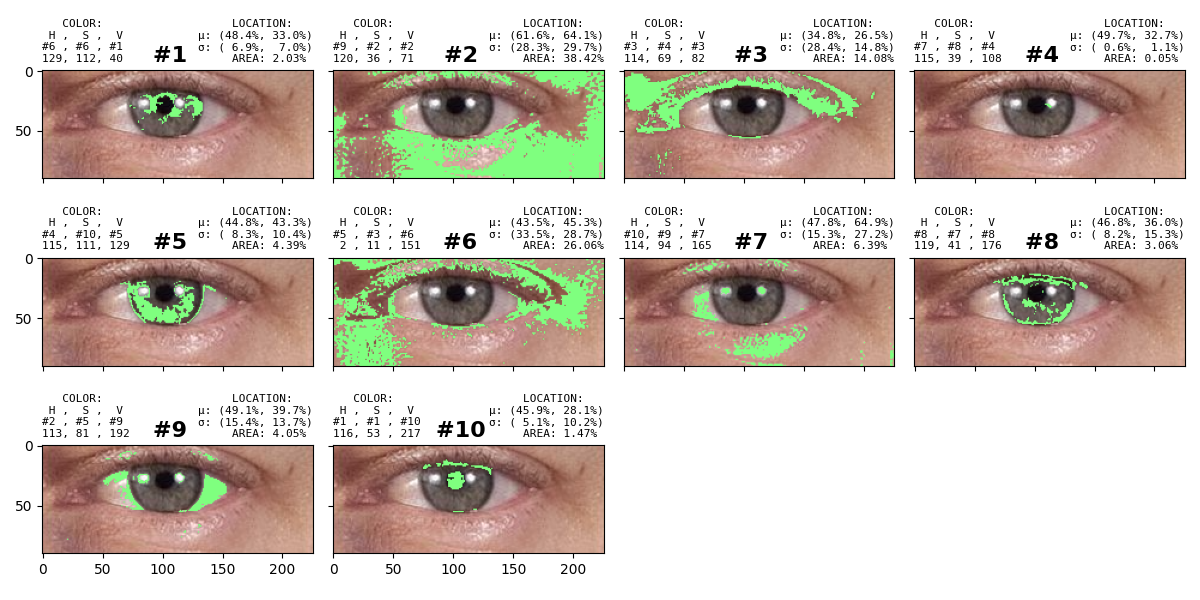 COLOR: LOCATION:
H , S , V μ: (48.4%, 33.0%)
#6 , #6 , #1 σ: ( 6.9%, 7.0%)
129, 112, 40 #1 AREA: 2.03%
COLOR: LOCATION:
H , S , V μ: (61.6%, 64.1%)
#9 , #2 , #2 σ: (28.3%, 29.7%)
120, 36 , 71 #2 AREA: 38.42%
COLOR: LOCATION:
H , S , V μ: (34.8%, 26.5%)
#3 , #4 , #3 σ: (28.4%, 14.8%)
114, 69 , 82 #3 AREA: 14.08%
COLOR: LOCATION:
H , S , V μ: (49.7%, 32.7%)
#7 , #8 , #4 σ: ( 0.6%, 1.1%)
115, 39 , 108 #4 AREA: 0.05%
0
50
COLOR: LOCATION:
H , S , V μ: (44.8%, 43.3%)
#4 , #10, #5 σ: ( 8.3%, 10.4%)
115, 111, 129 #5 AREA: 4.39%
COLOR: LOCATION:
H , S , V μ: (43.5%, 45.3%)
#5 , #3 , #6 σ: (33.5%, 28.7%)
2 , 11 , 151 #6 AREA: 26.06%
COLOR: LOCATION:
H , S , V μ: (47.8%, 64.9%)
#10, #9 , #7 σ: (15.3%, 27.2%)
114, 94 , 165 #7 AREA: 6.39%
COLOR: LOCATION:
H , S , V μ: (46.8%, 36.0%)
#8 , #7 , #8 σ: ( 8.2%, 15.3%)
119, 41 , 176 #8 AREA: 3.06%
0
50
COLOR: LOCATION:
H , S , V μ: (49.1%, 39.7%)
#2 , #5 , #9 σ: (15.4%, 13.7%)
113, 81 , 192 #9 AREA: 4.05%
COLOR: LOCATION:
H , S , V μ: (45.9%, 28.1%)
#1 , #1 , #10 σ: ( 5.1%, 10.2%)
116, 53 , 217 #10 AREA: 1.47%
0
50
0 50 100 150 200
0 50 100 150 200